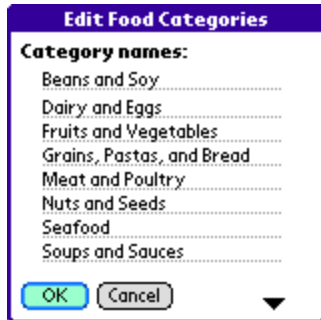 Edit Food Categories
Category names:
Beans and Soy
Dairy and Eggs
Fruits and Vegetables
Grains, Pastas, and Bread
Meat and Poultry
Nuts and Seeds
Seafood
Soups and Sauces
OK Cancel